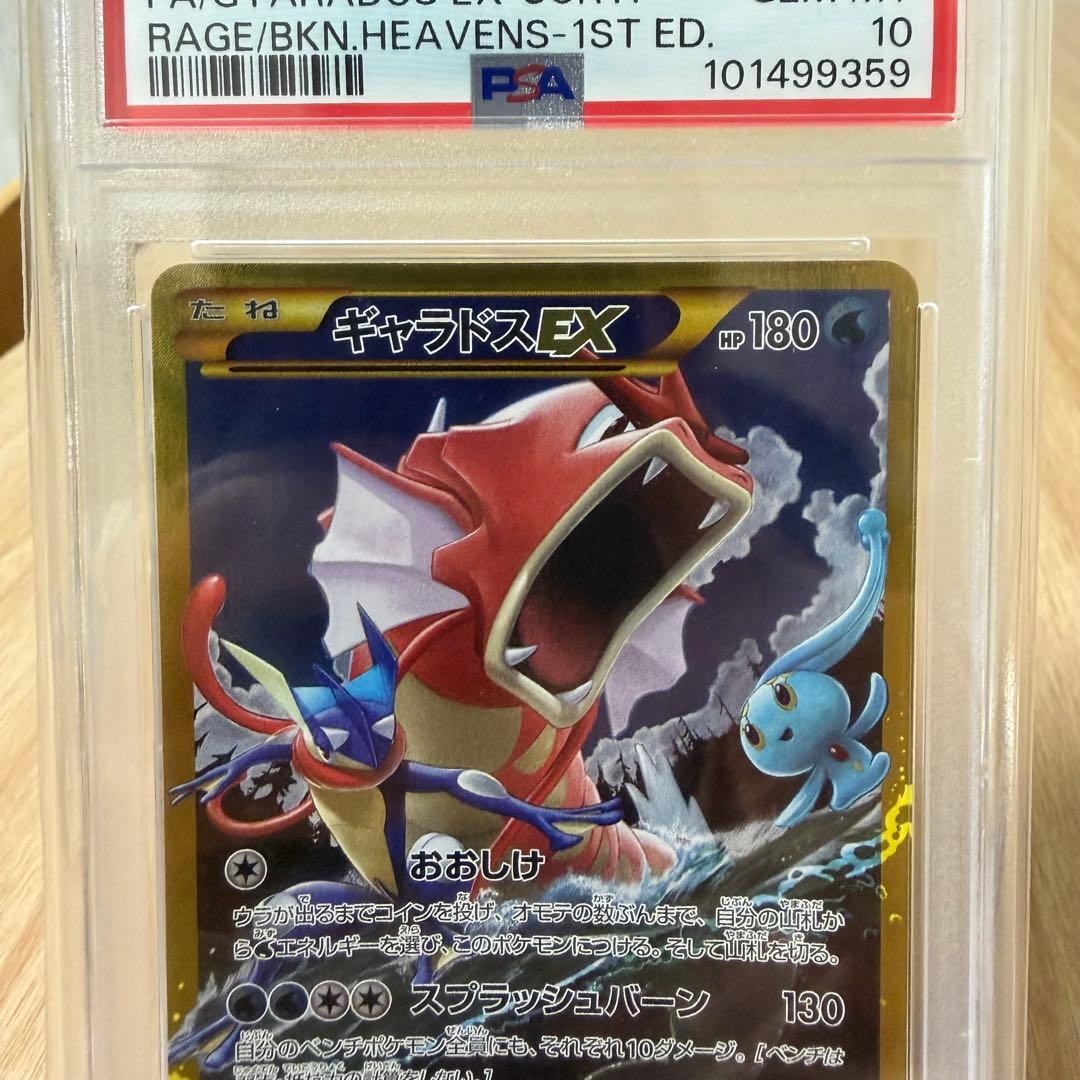 RAGE/BKN.HEAVENS-1ST ED. 10
PSA 101499359
たね ギャラドスEX HP180
おおしけ
ウラが出るまでコインを投げ、オモテの数ぶんまで、自分の山札か
ら エネルギーを選び、このポケモンにつける。そして山札を切る。
スプラッシュバーン 130
自分のベンチポケモン全員にも、それぞれ10ダメージ。[ベンチは